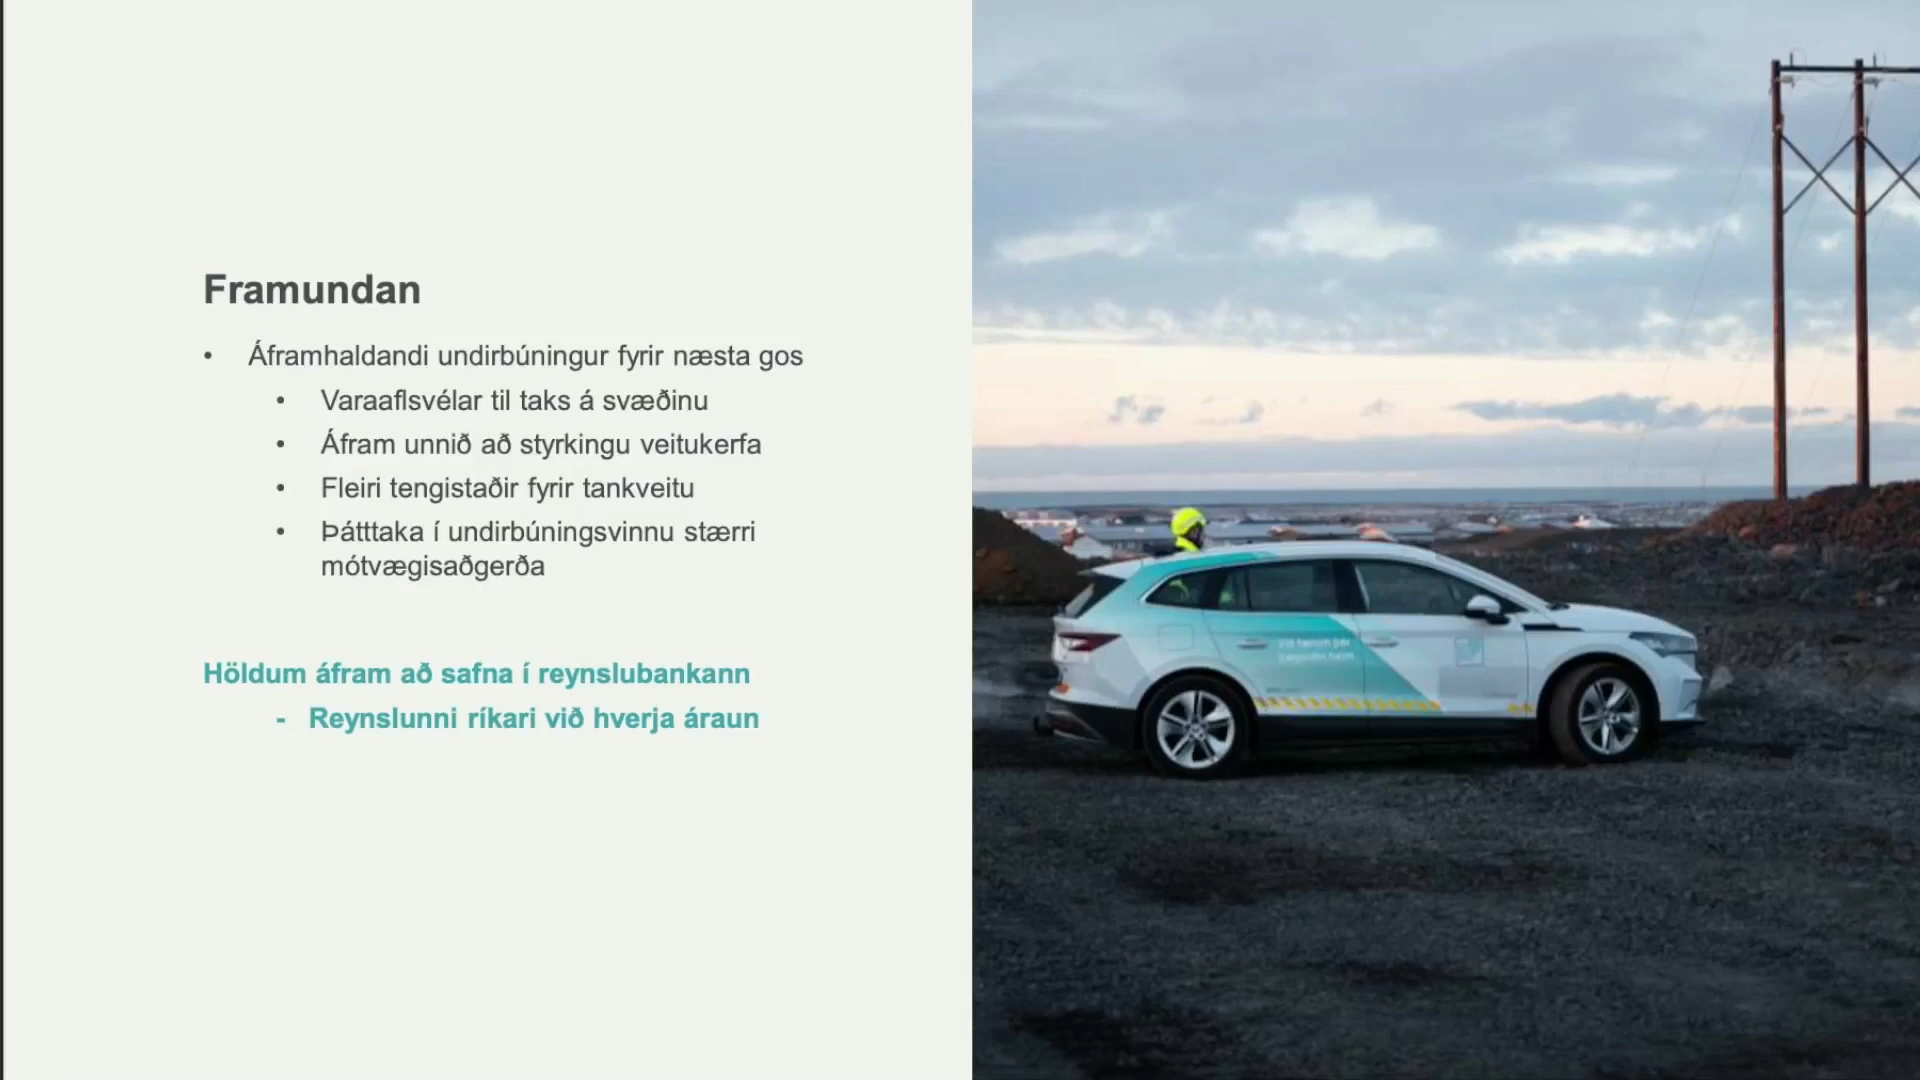 Framundan
• Áframhaldandi undirbúningur fyrir næsta gos
• Varaaflsvélar til taks á svæðinu
• Áfram unnið að styrkingu veitukerfa
• Fleiri tengistaðir fyrir tankveitu
• Þátttaka í undirbúningsvinnu stærri
mótvægisaðgerða
Höldum áfram að safna í reynslubankann
- Reynslunni ríkari við hverja áraun